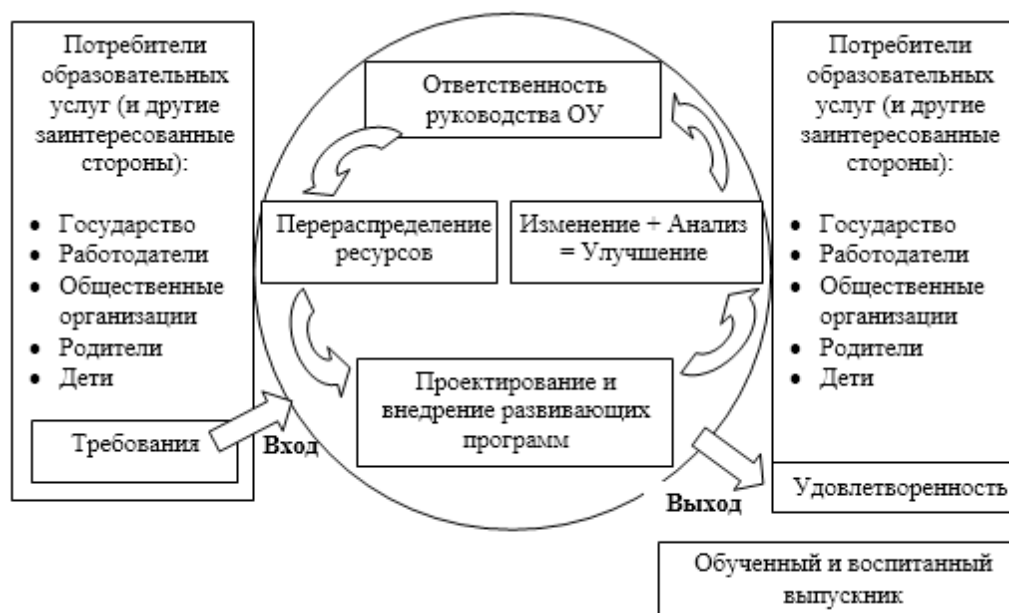 Потребители
образовательных
услуг (и другие
заинтересованные
стороны):
• Государство
• Работодатели
• Общественные
организации
• Родители
• Дети
Требования
Вход
Ответственность
руководства ОУ
Перераспределение
ресурсов
Изменение + Анализ
= Улучшение
Проектирование и
внедрение развивающих
программ
Выход
Потребители
образовательных
услуг (и другие
заинтересованные
стороны):
• Государство
• Работодатели
• Общественные
организации
• Родители
• Дети
Удовлетворенность
Обученный и воспитанный
выпускник